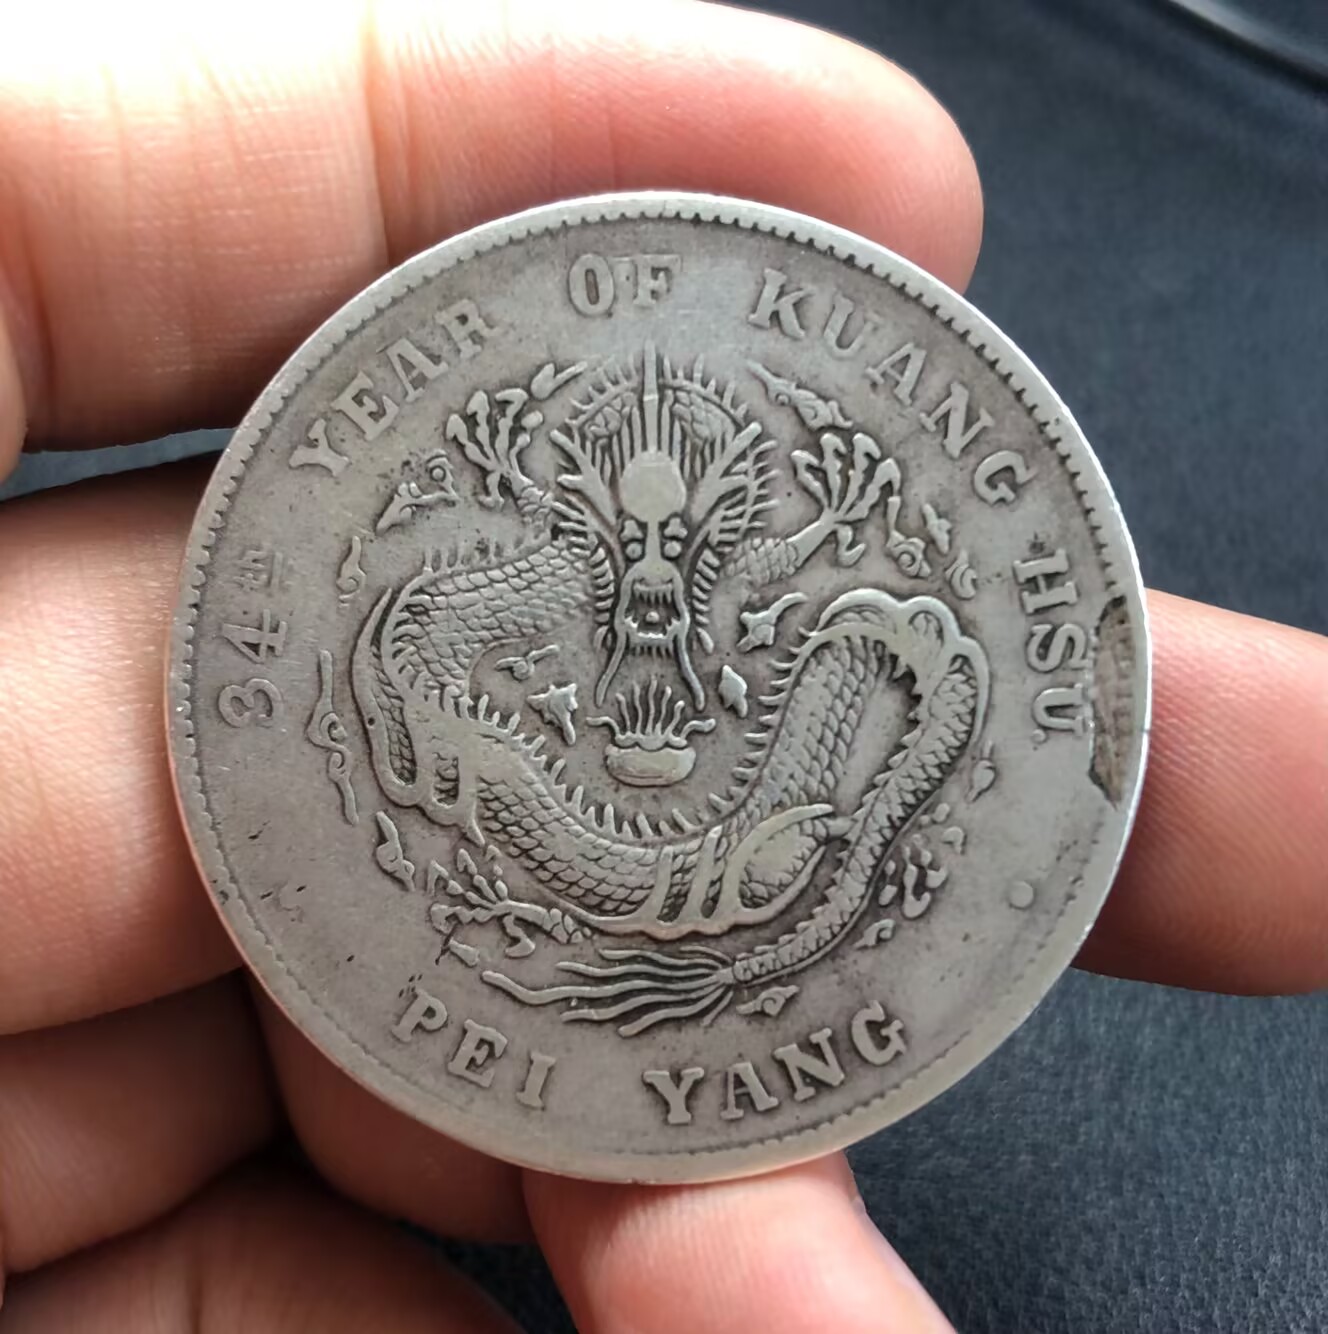 34th YEAR OF KUANG HSU
PEI YANG